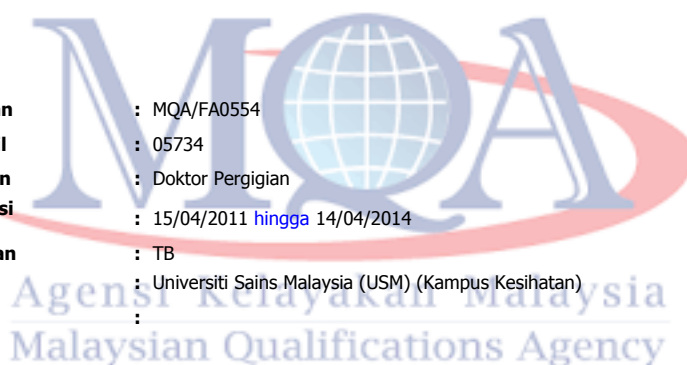 MQA
an : MQA/FA0554
l : 05734
n : Doktor Pergigian
si : 15/04/2011 hingga 14/04/2014
an : TB
: Universiti Sains Malaysia (USM) (Kampus Kesihatan)
:
Agensi Kelayakan Malaysia
Malaysian Qualifications Agency